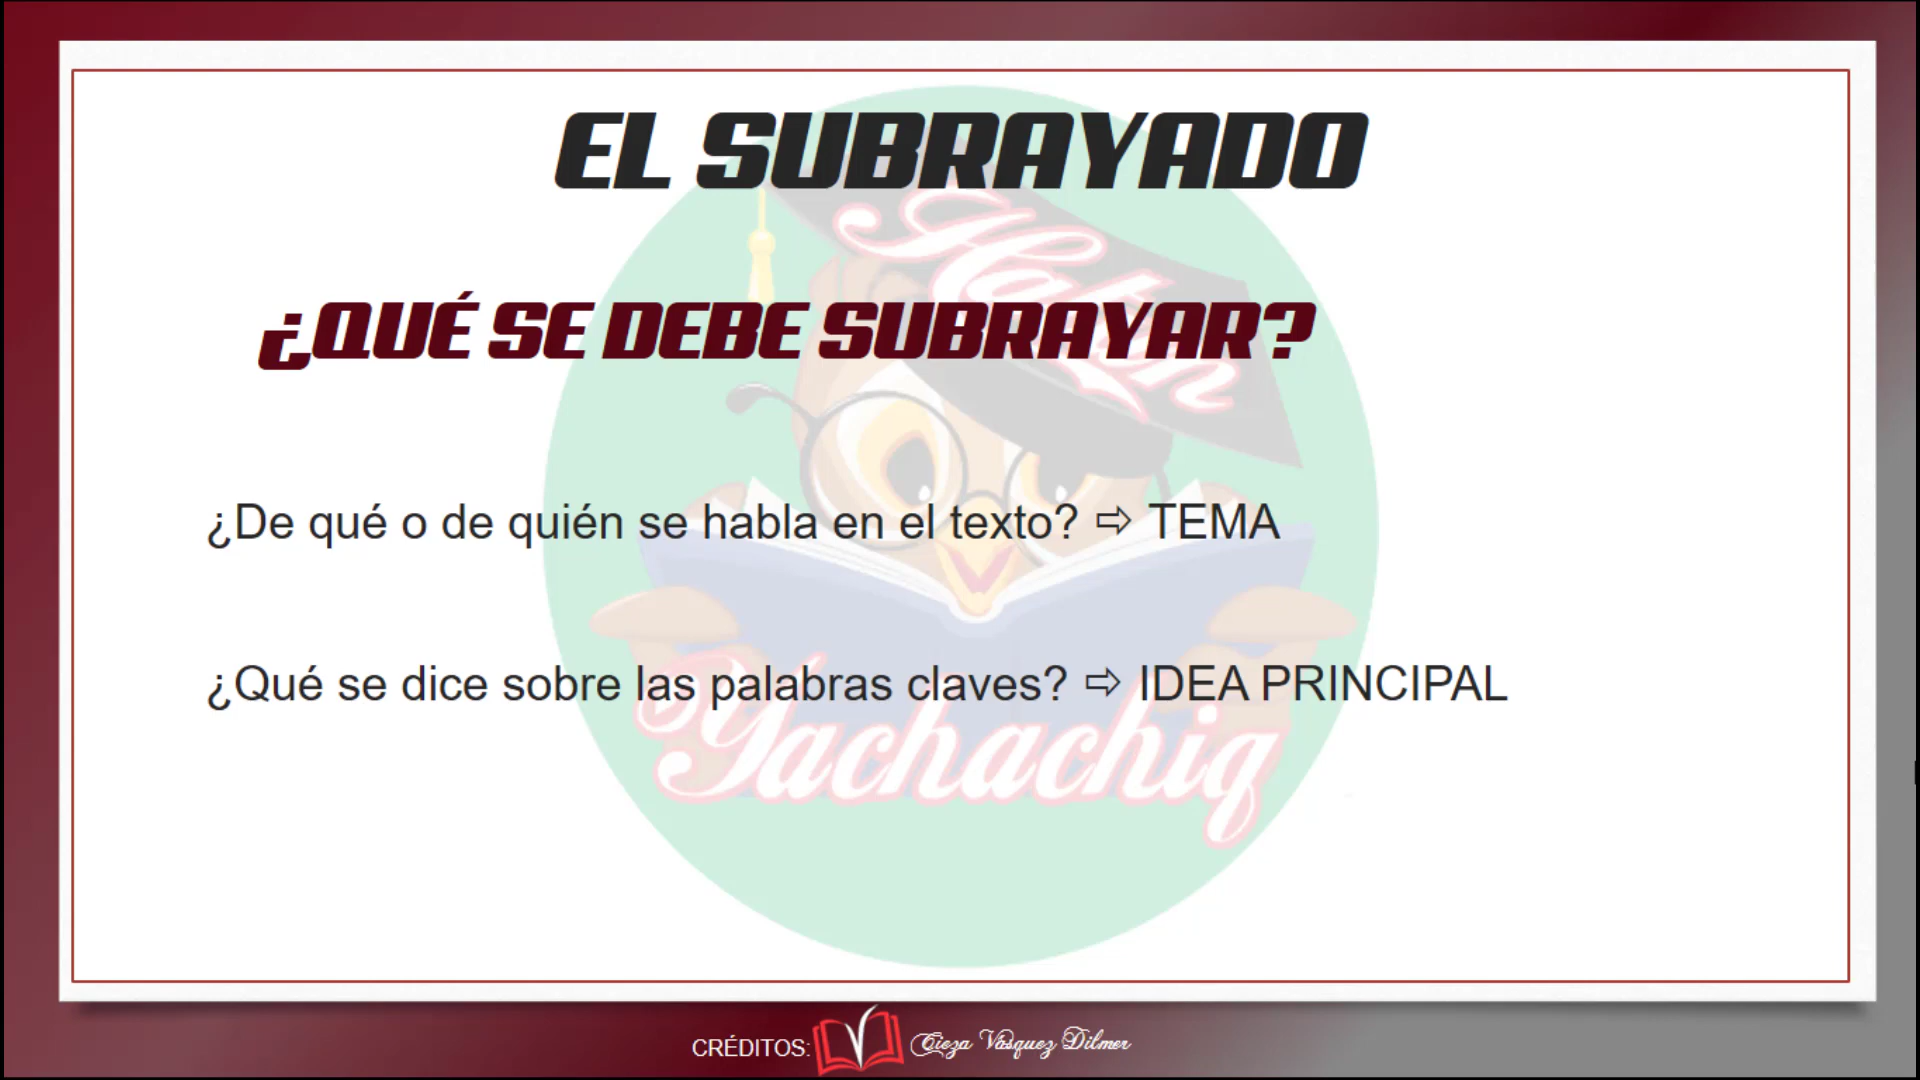 EL SUBRAYADO
¿QUÉ SE DEBE SUBRAYAR?
¿De qué o de quién se habla en el texto? ⇨ TEMA
¿Qué se dice sobre las palabras claves? ⇨ IDEA PRINCIPAL
Hatun
Yachachiq
CRÉDITOS: Cieza Vásquez Dilmer